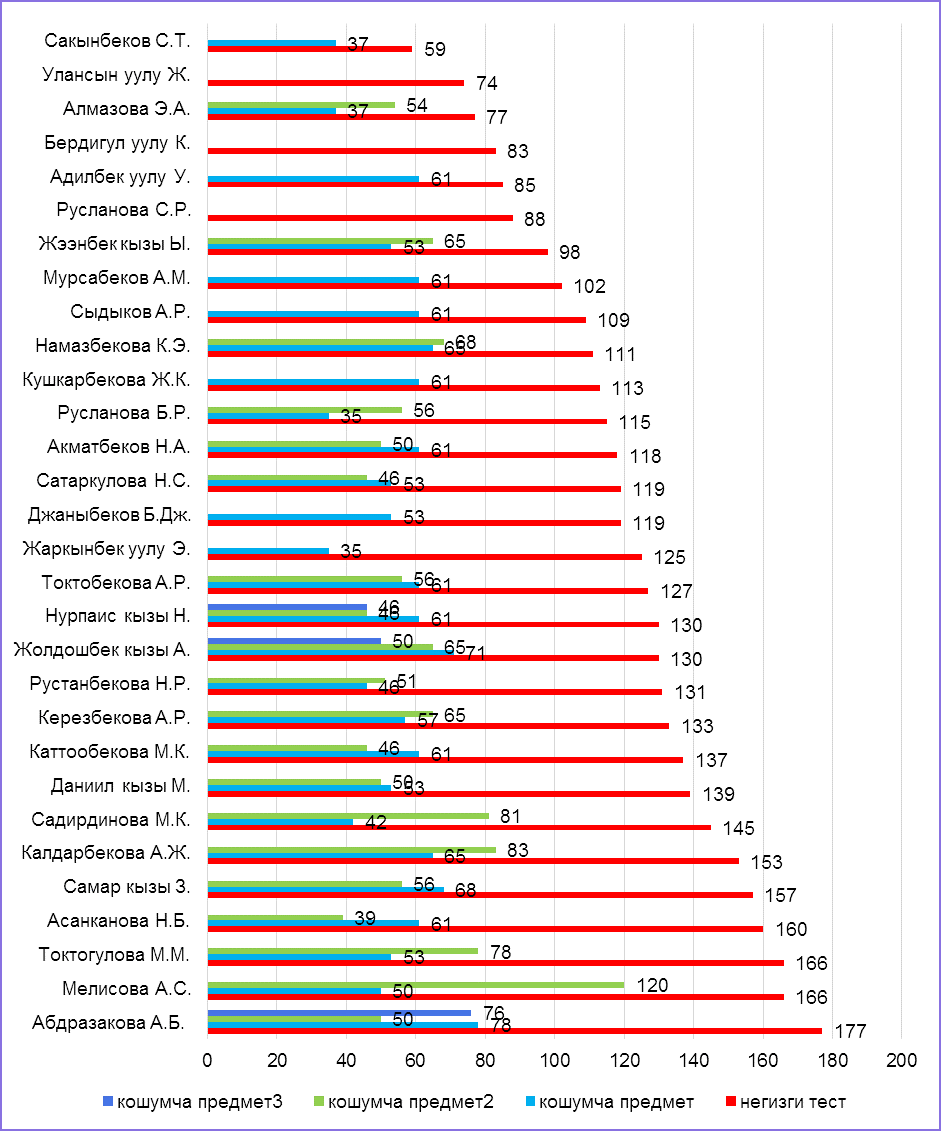 Сакынбеков С.Т. 37 59
Улансын уулу Ж. 74
Алмазова Э.А. 54 37 77
Бердигул уулу К. 83
Адилбек уулу У. 61 85
Русланова С.Р. 88
Жээнбек кызы Ы. 65 53 98
Мурсабеков А.М. 61 102
Сыдыков А.Р. 61 109
Намазбекова К.Э. 68 65 111
Кушкарбекова Ж.К. 61 113
Русланова Б.Р. 56 35 115
Акматбеков Н.А. 50 61 118
Сатаркулова Н.С. 46 53 119
Джаныбеков Б.Дж. 53 119
Жаркынбек уулу Э. 35 125
Токтобекова А.Р. 56 61 127
Нурпаис кызы Н. 46 46 61 130
Жолдошбек кызы А. 50 65 71 130
Рустанбекова Н.Р. 51 46 131
Керезбекова А.Р. 65 57 133
Каттообекова М.К. 46 61 137
Даниил кызы М. 50 53 139
Садирдинова М.К. 81 42 145
Калдарбекова А.Ж. 83 65 153
Самар кызы З. 56 68 157
Асанканова Н.Б. 39 61 160
Токтогулова М.М. 78 53 166
Мелисова А.С. 120 50 166
Абдразакова А.Б. 76 50 78 177
0 20 40 60 80 100 120 140 160 180 200
кошумча предмет3 кошумча предмет2 кошумча предмет негизги тест